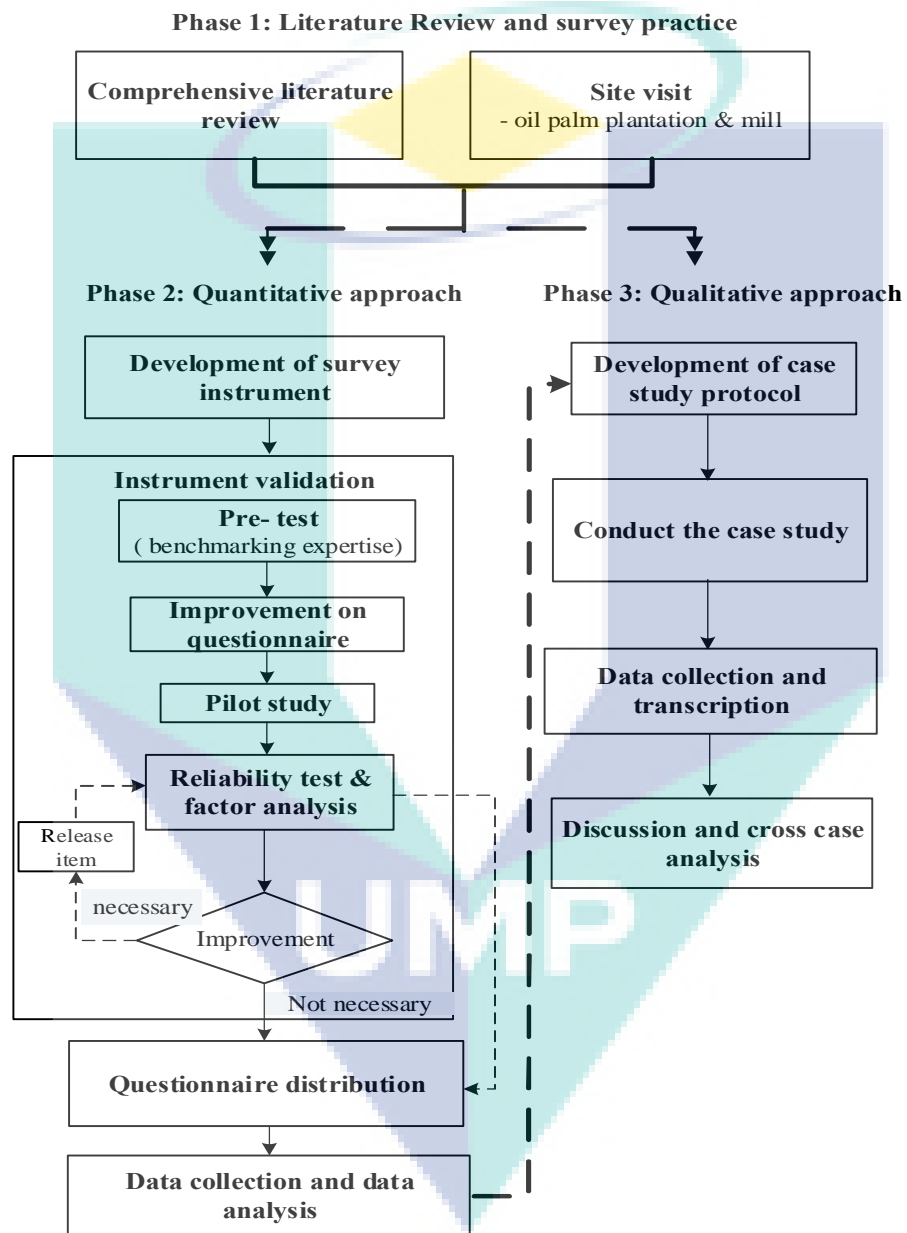 Phase 1: Literature Review and survey practice
Comprehensive literature
review
Site visit
- oil palm plantation & mill
Phase 2: Quantitative approach
Development of survey
instrument
Instrument validation
Pre- test
( benchmarking expertise)
Improvement on
questionnaire
Pilot study
Reliability test &
factor analysis
Release
item
necessary
Improvement
Not necessary
Questionnaire distribution
Data collection and data
analysis
Phase 3: Qualitative approach
Development of case
study protocol
Conduct the case study
Data collection and
transcription
Discussion and cross case
analysis
UMP